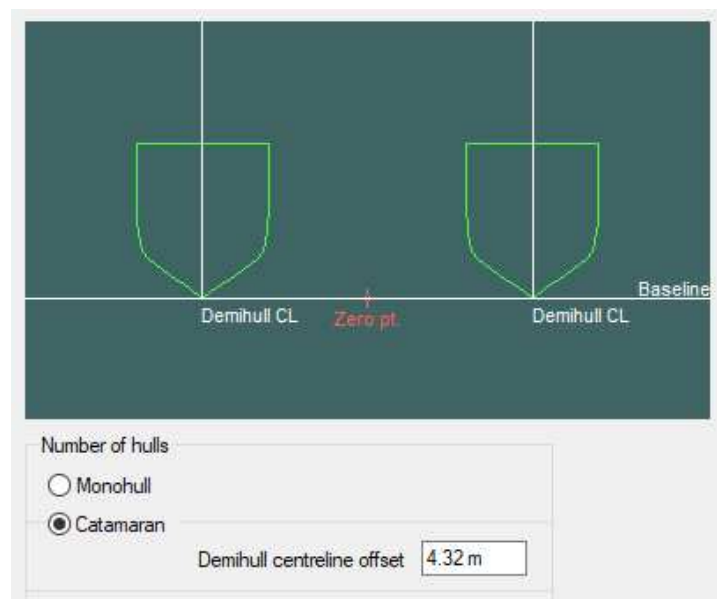 Baseline
Demihull CL
Zero pt.
Demihull CL
Number of hulls
Monohull
Catamaran
Demihull centreline offset 4.32 m